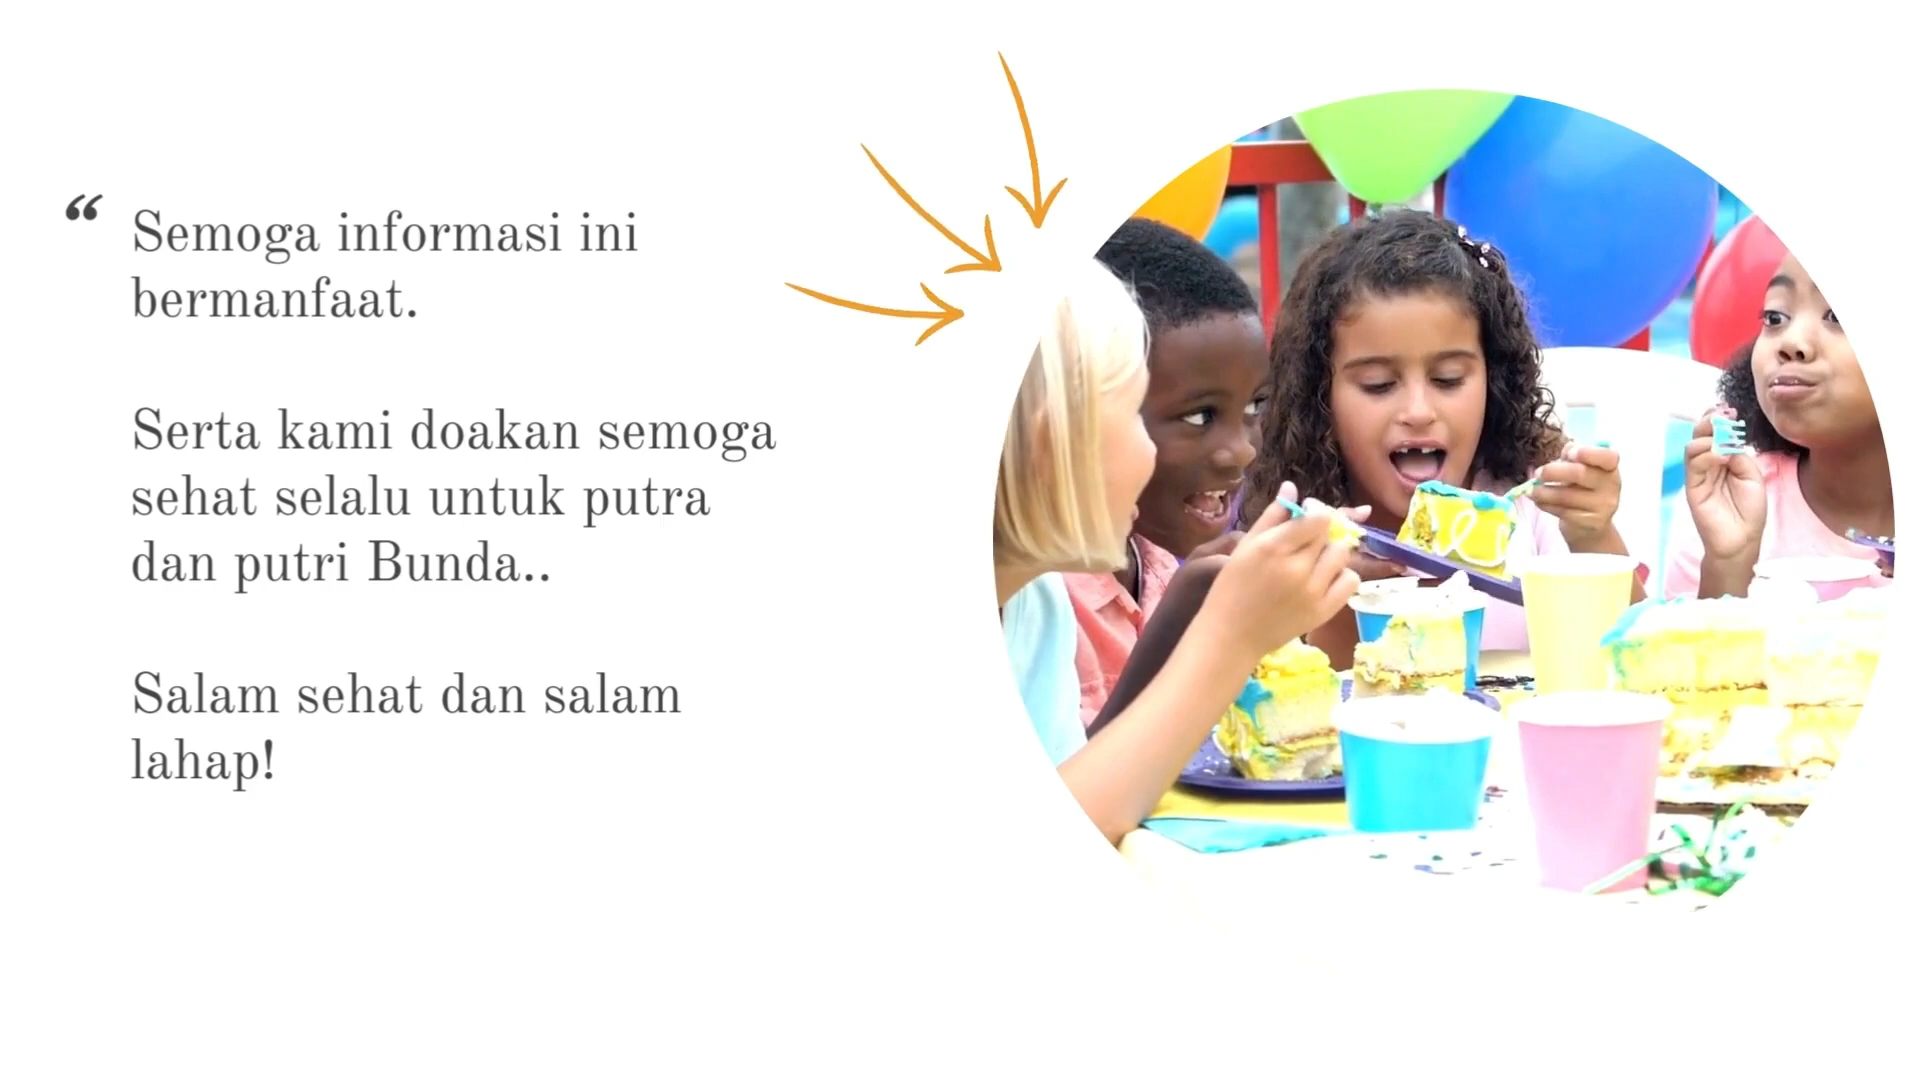 “ Semoga informasi ini
bermanfaat.
Serta kami doakan semoga
sehat selalu untuk putra
dan putri Bunda..
Salam sehat dan salam
lahap!